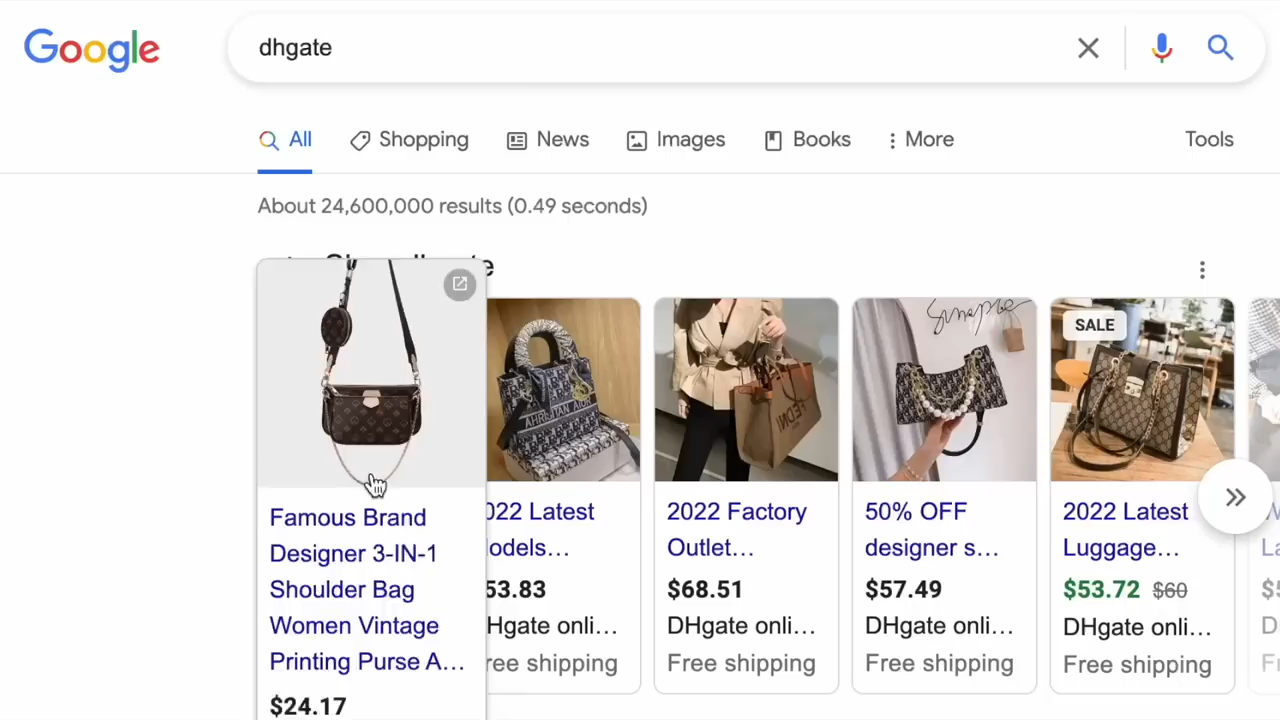 Google
dhgate
All
Shopping
News
Images
Books
More
Tools
About 24,600,000 results (0.49 seconds)
SALE
Famous Brand
Designer 3-IN-1
Shoulder Bag
Women Vintage
Printing Purse A...
$24.17
022 Latest
odels...
53.83
Hgate onli...
ree shipping
2022 Factory
Outlet...
$68.51
DHgate onli...
Free shipping
50% OFF
designer s...
$57.49
DHgate onli...
Free shipping
2022 Latest
Luggage...
$53.72 $60
DHgate onli...
Free shipping